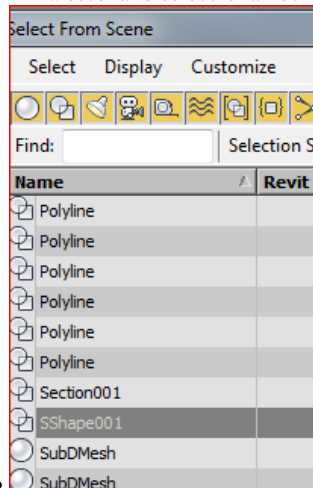 Select From Scene
Select Display Customize
Find: Selection S
Name Revit
Polyline
Polyline
Polyline
Polyline
Polyline
Polyline
Section001
SShape001
SubDMesh
SubDMesh